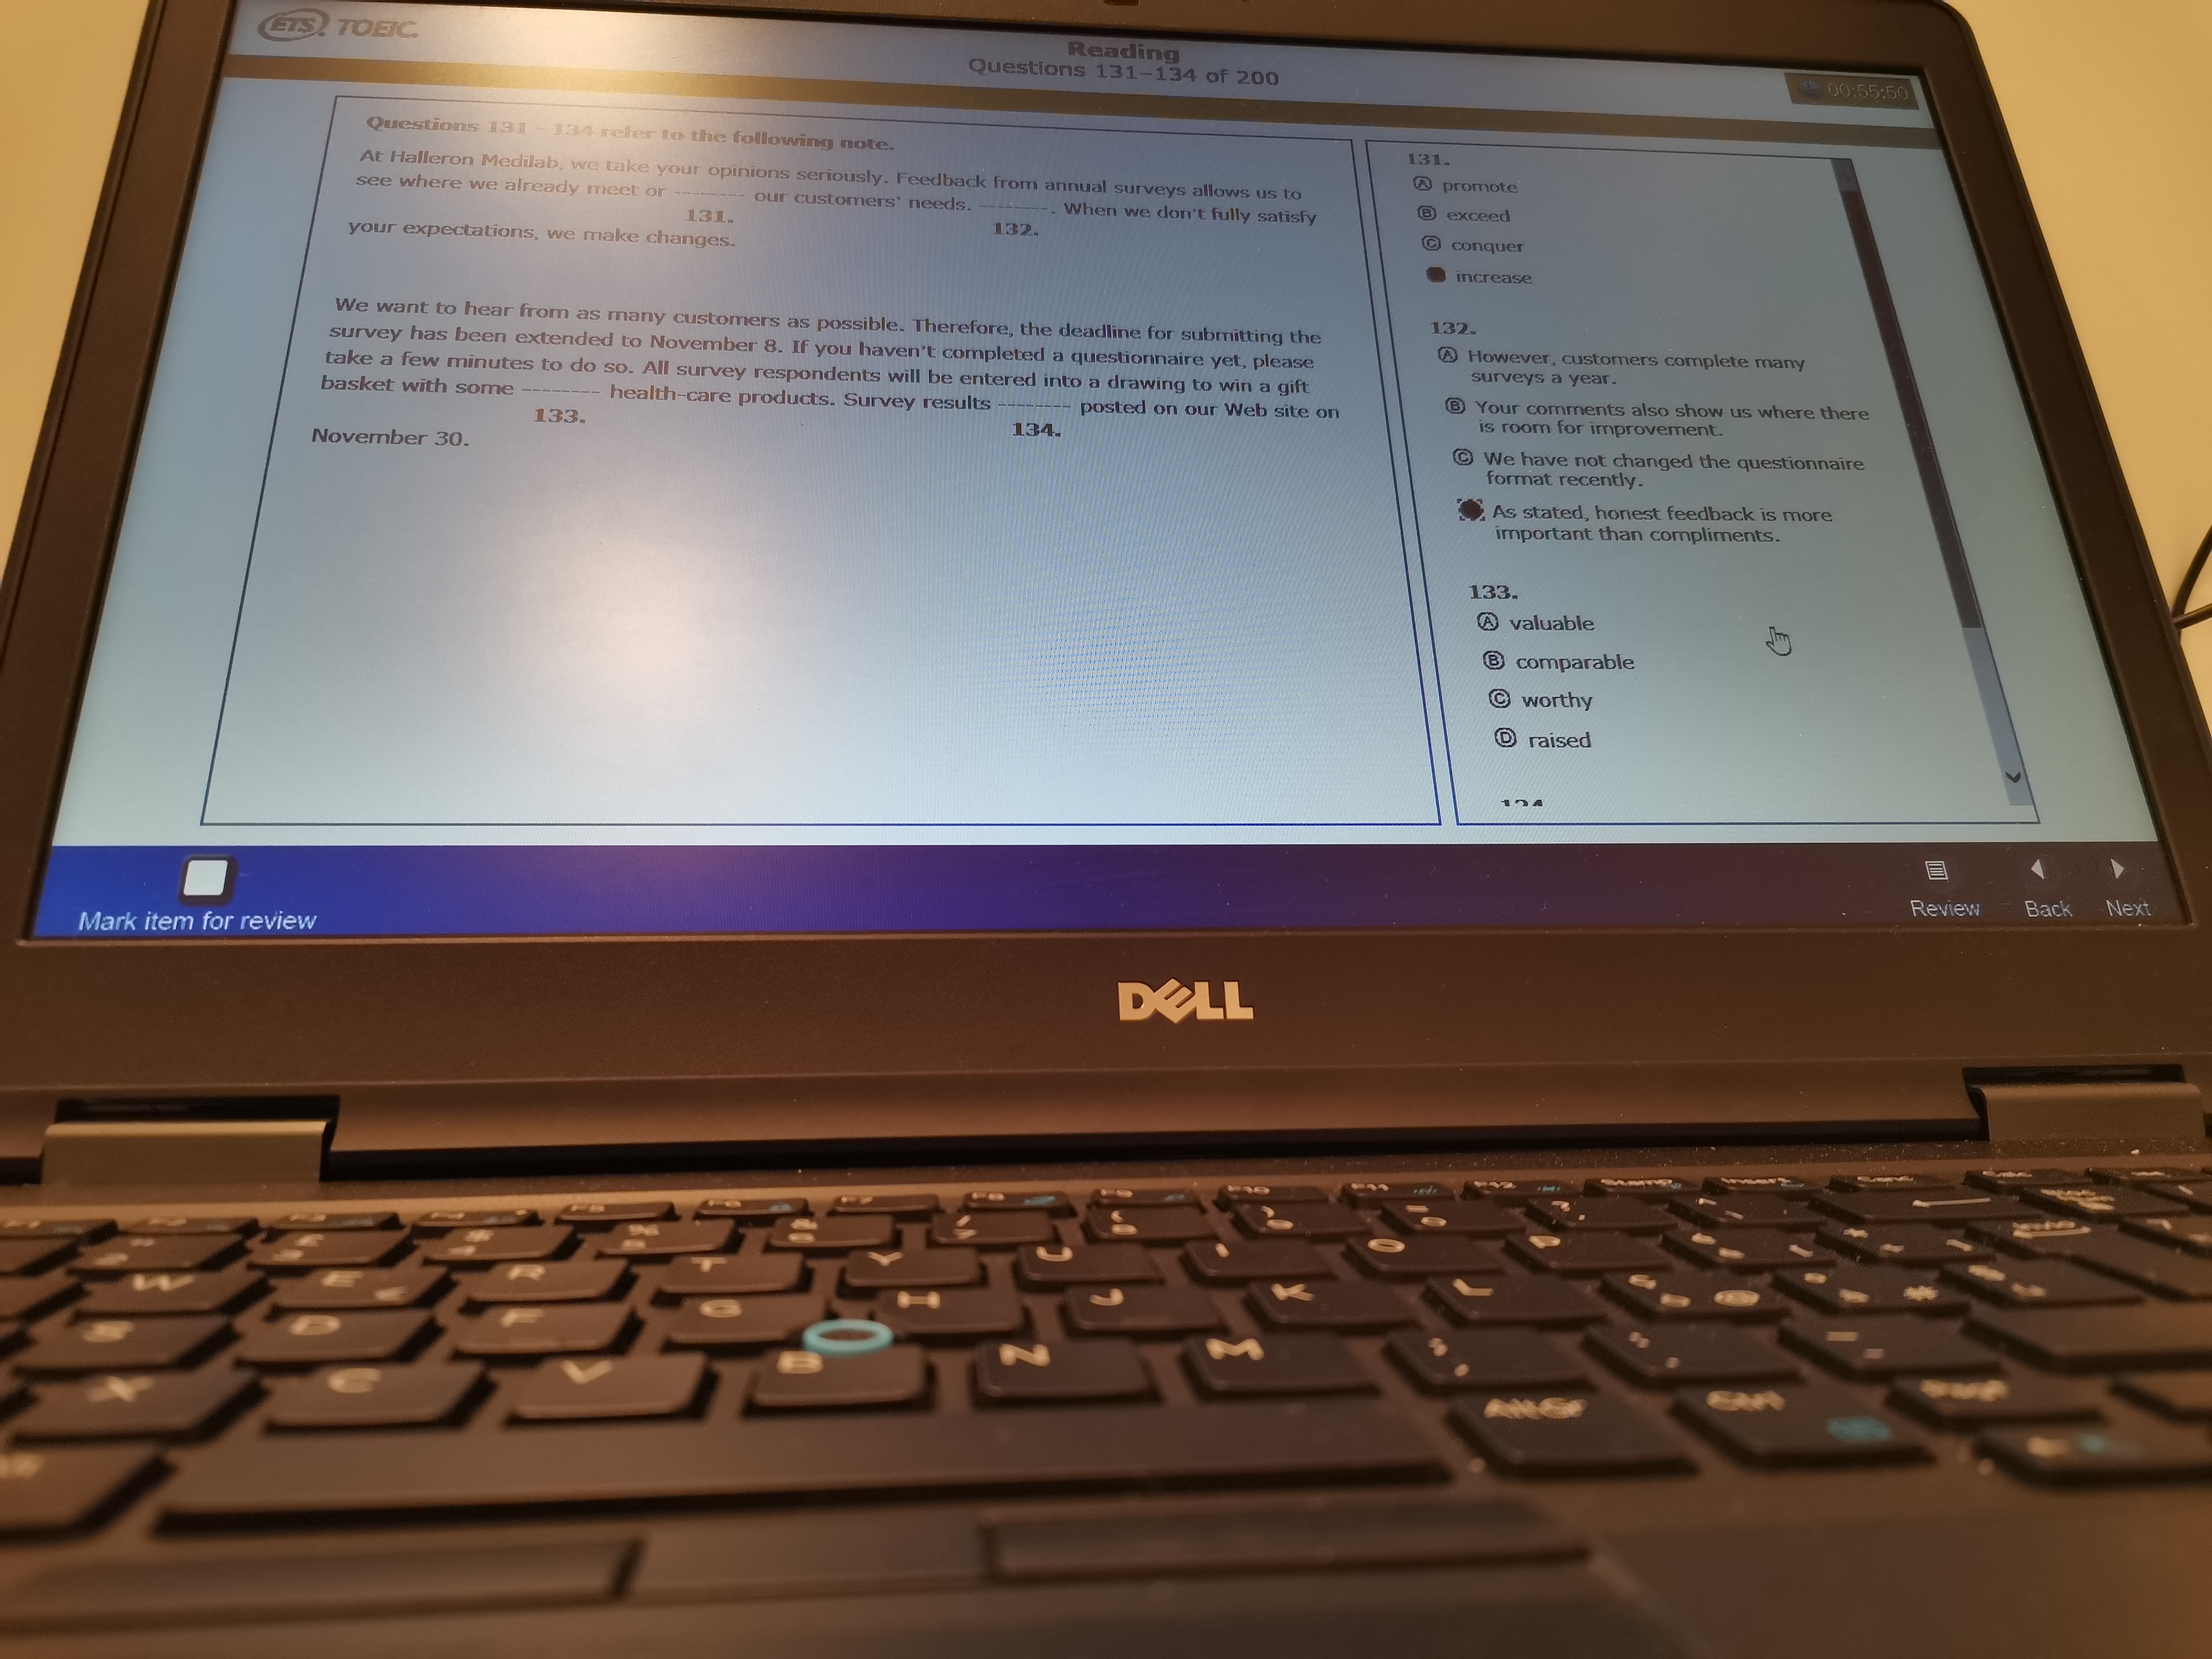 ETS TOEIC
Reading
Questions 131–134 of 200
00:55:50
Questions 131 – 134 refer to the following note.
At Halleron Medilab, we take your opinions seriously. Feedback from annual surveys allows us to
see where we already meet or -------- our customers' needs. --------. When we don't fully satisfy
131.
132.
your expectations, we make changes.
We want to hear from as many customers as possible. Therefore, the deadline for submitting the
survey has been extended to November 8. If you haven't completed a questionnaire yet, please
take a few minutes to do so. All survey respondents will be entered into a drawing to win a gift
basket with some -------- health-care products. Survey results -------- posted on our Web site on
133.
134.
November 30.
131.
A promote
B exceed
C conquer
increase
132.
A However, customers complete many
surveys a year.
B Your comments also show us where there
is room for improvement.
C We have not changed the questionnaire
format recently.
As stated, honest feedback is more
important than compliments.
133.
A valuable
B comparable
C worthy
D raised
134
Mark item for review
Review
Back
Next
DELL
W E R T Y U I O P
S D F G H J K L
X C V B N M
Alt Gr
Ctrl